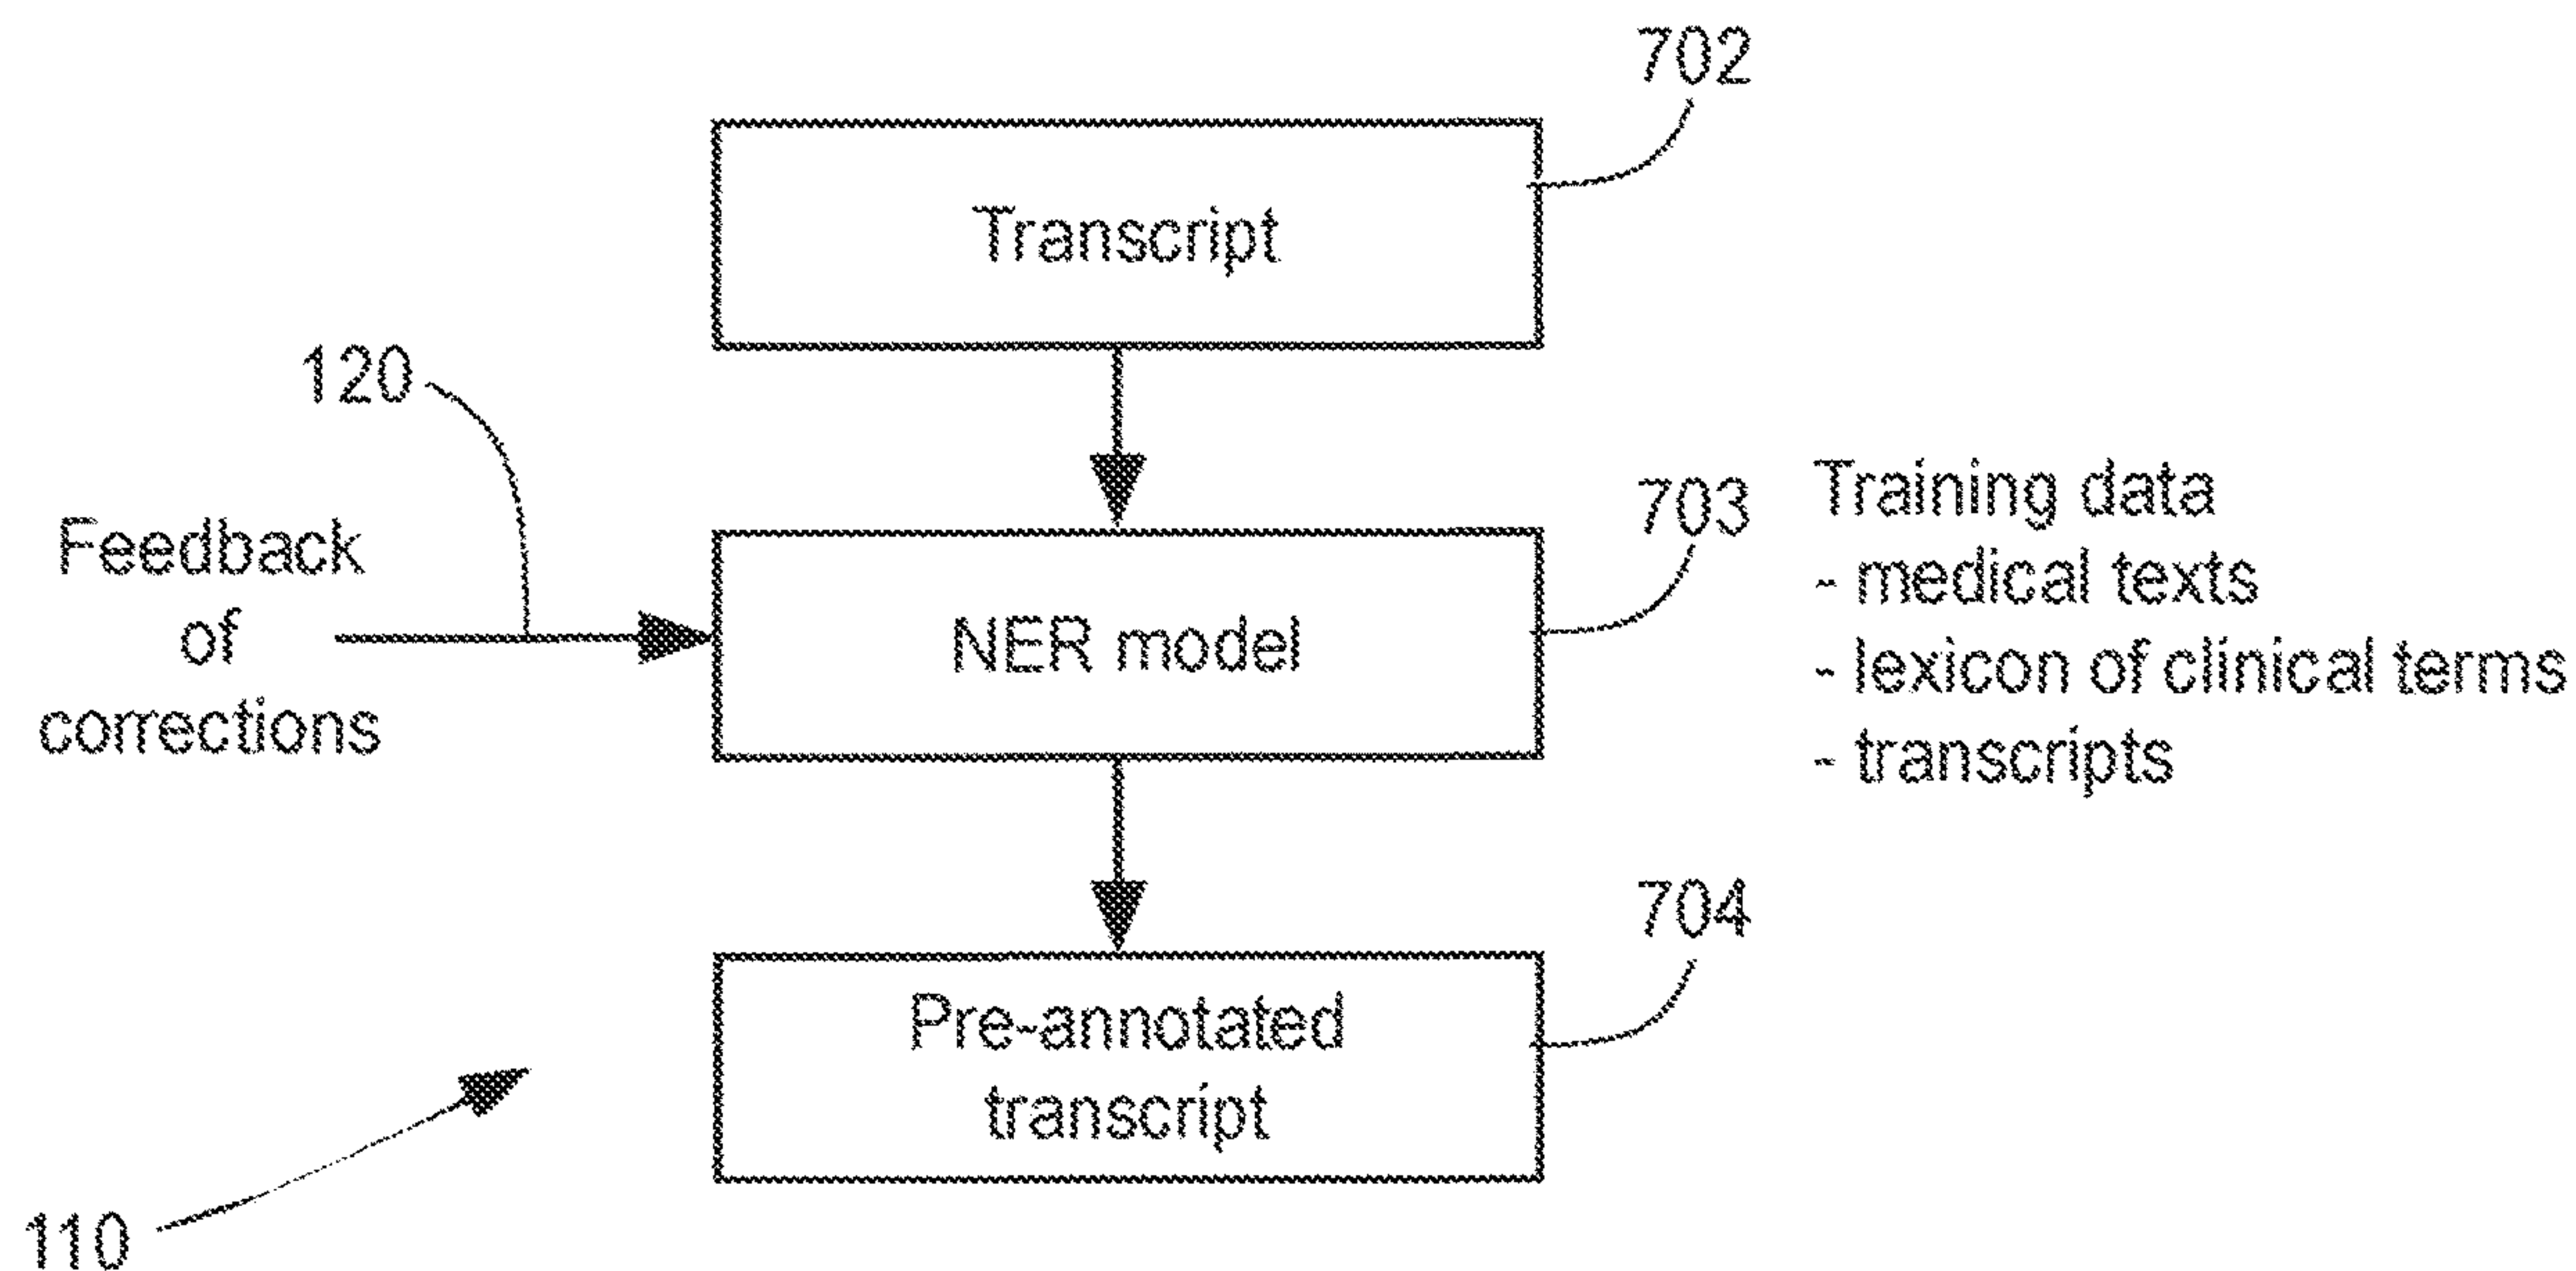 702
Transcript
120
Feedback
of
corrections
703
NER model
Training data
- medical texts
- lexicon of clinical terms
- transcripts
704
Pre-annotated
transcript
110